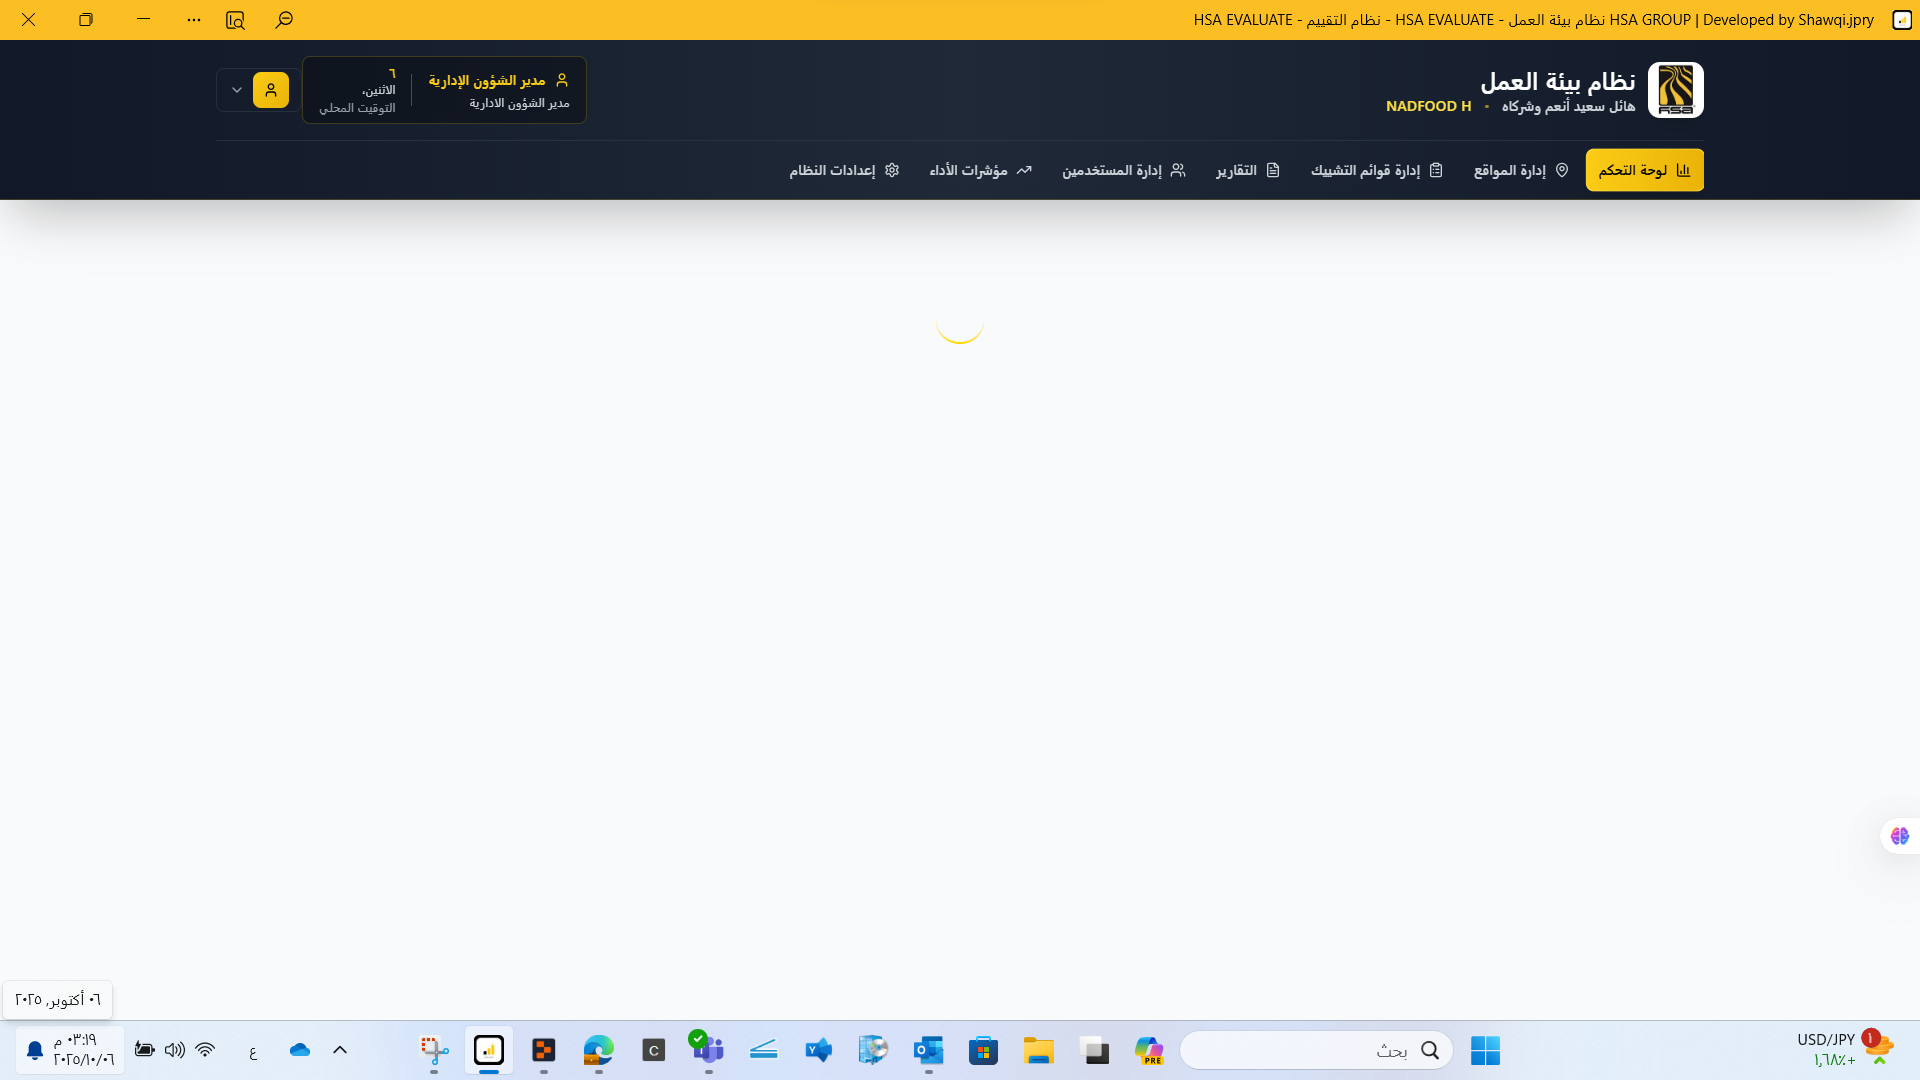 HSA EVALUATE - نظام التقييم - HSA EVALUATE - نظام بيئة العمل HSA GROUP | Developed by Shawqi.jpry
نظام بيئة العمل
هائل سعيد أنعم وشركاه • NADFOOD H
مدير الشؤون الإدارية
مدير الشؤون الادارية
٦
الاثنين،
التوقيت المحلي
لوحة التحكم
إدارة المواقع
إدارة قوائم التشييك
التقارير
إدارة المستخدمين
مؤشرات الأداء
إعدادات النظام
٠٦ أكتوبر, ٢٠٢٥
USD/JPY
+١,٦٨٪
١
بحث
PRE
C
ع
٠٣:١٩ م
٢٠٢٥/١٠/٠٦